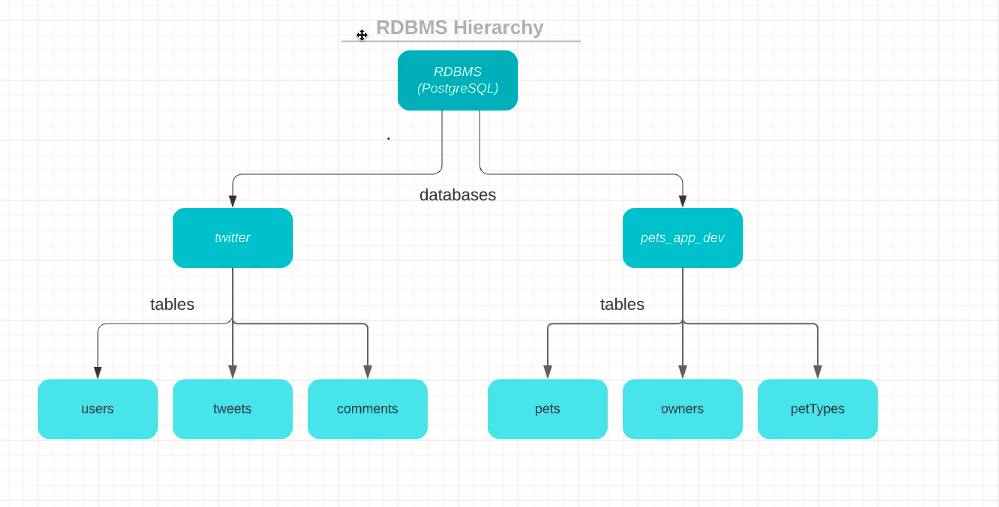 RDBMS Hierarchy
RDBMS
(PostgreSQL)
databases
twitter
pets_app_dev
tables
tables
users
tweets
comments
pets
owners
petTypes